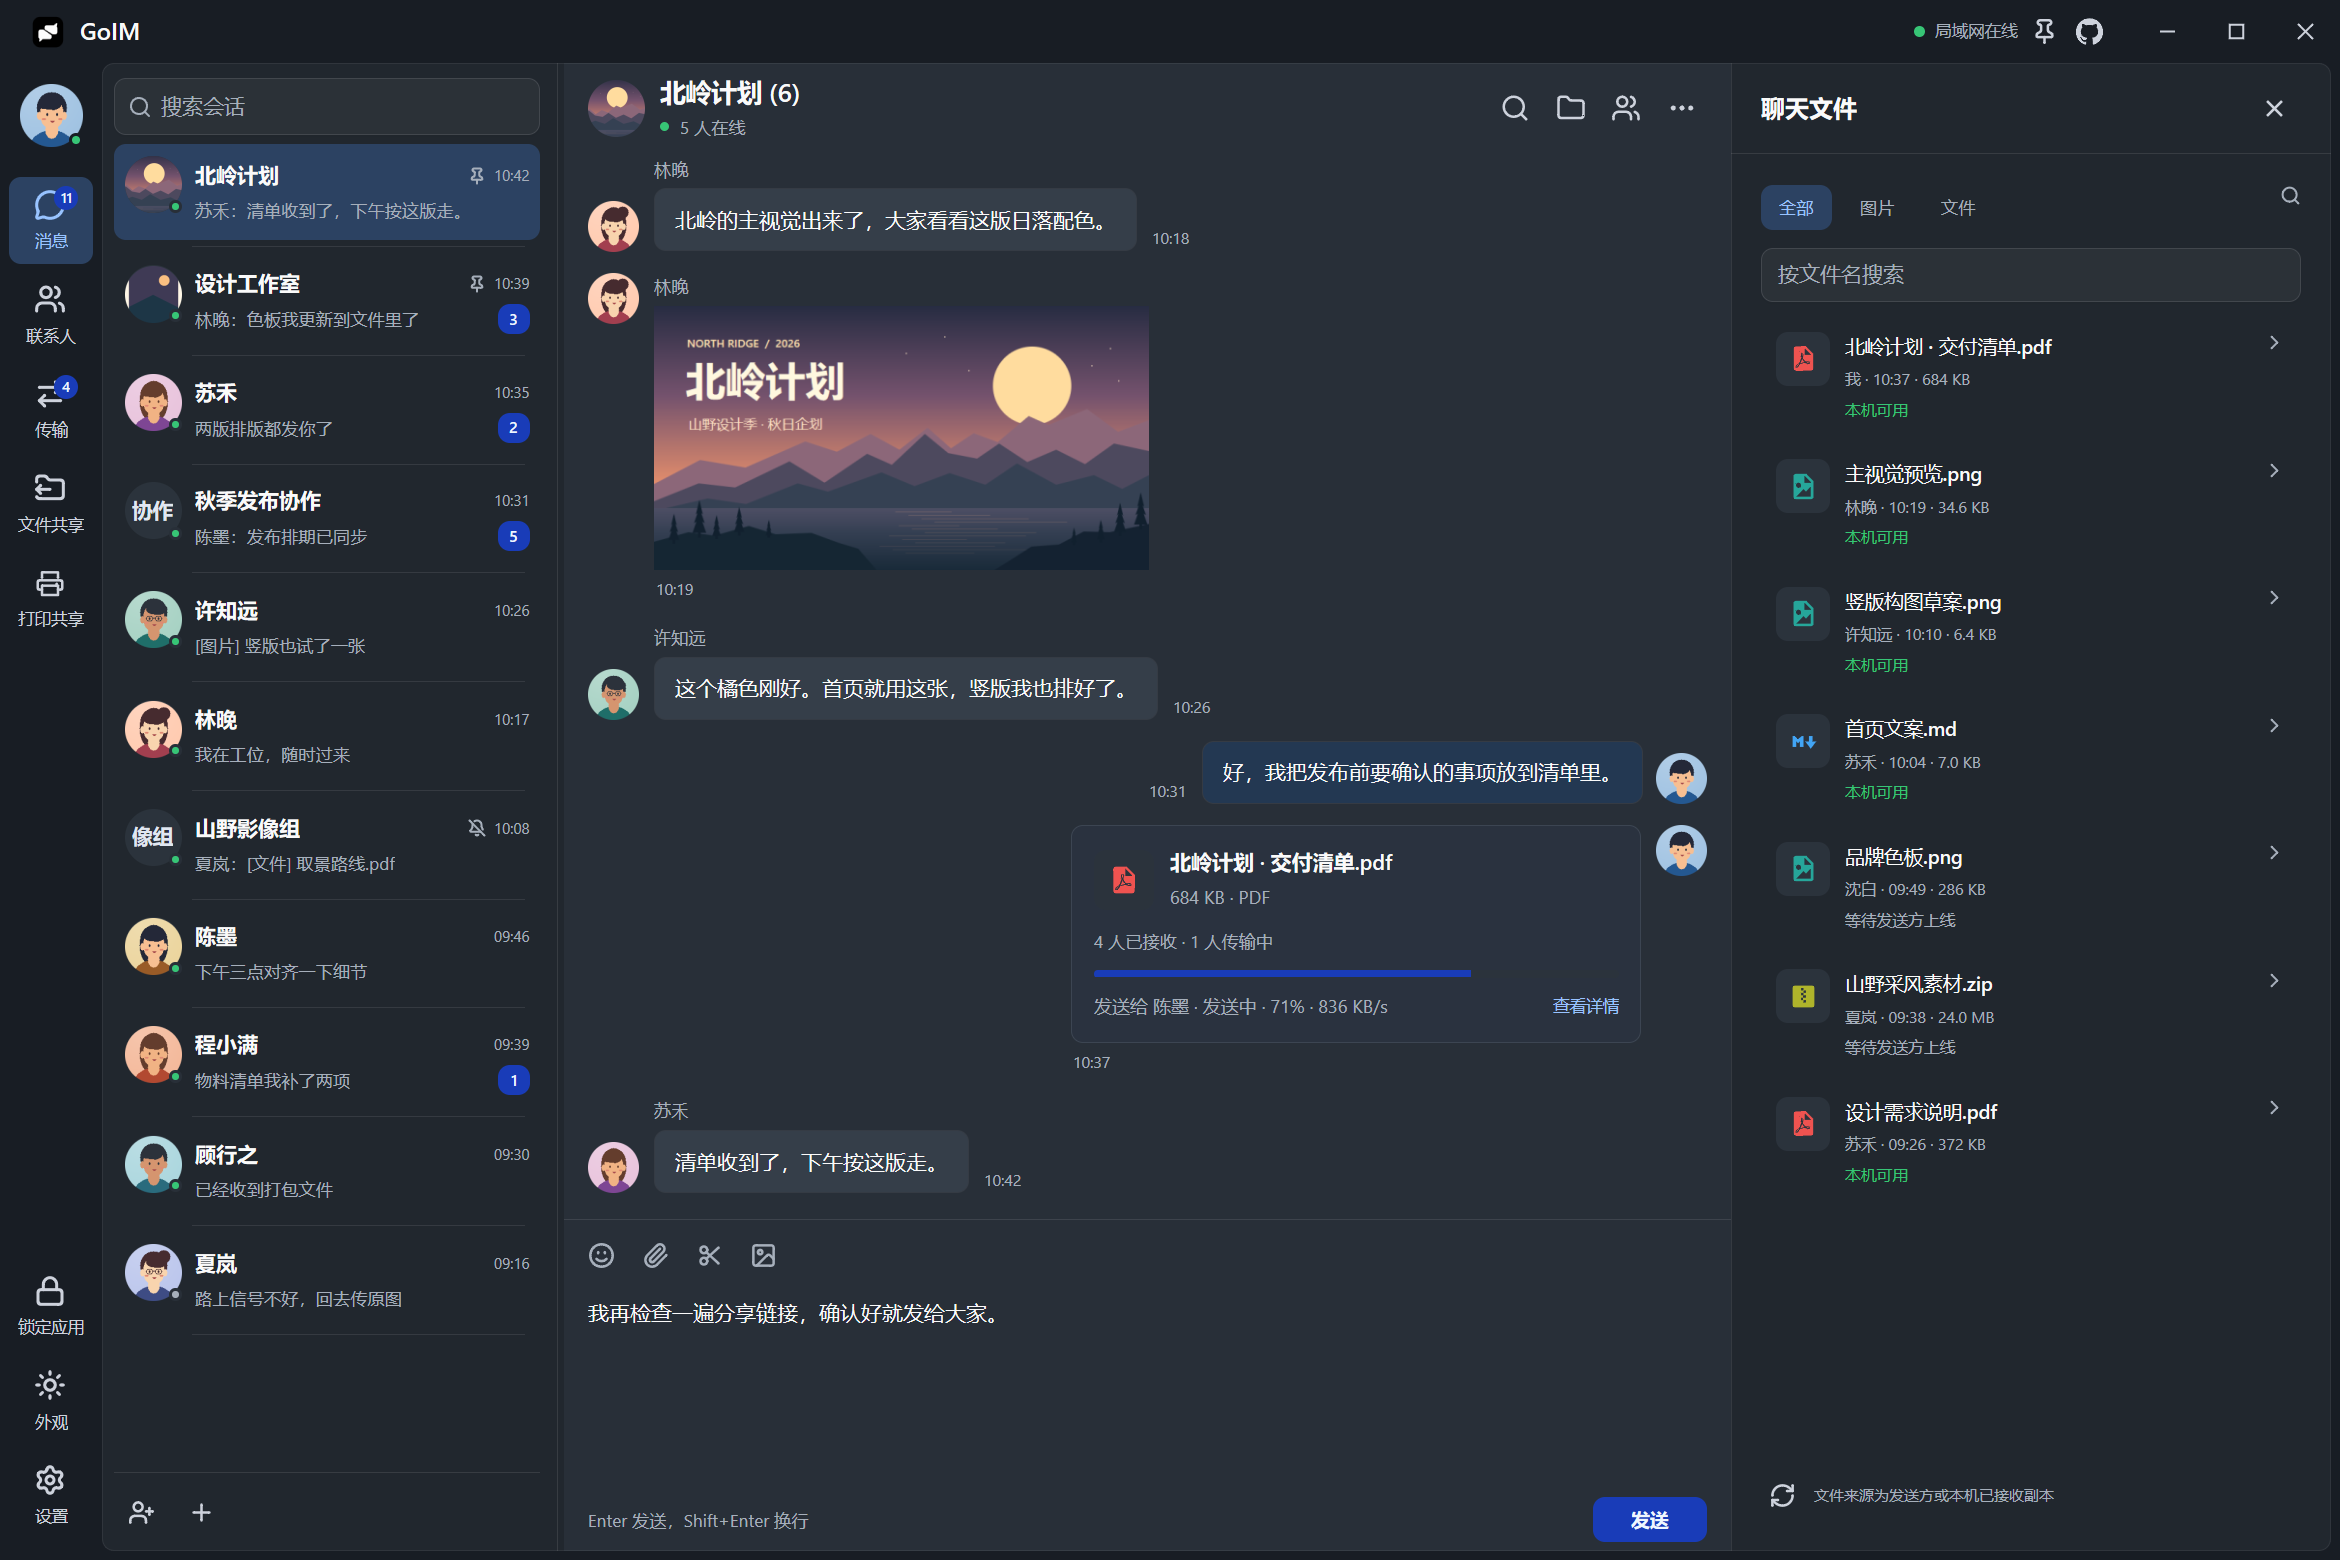 GoIM
局域网在线
11
消息
联系人
4
传输
文件共享
打印共享
锁定应用
外观
设置
搜索会话
北岭计划
10:42
苏禾：清单收到了，下午按这版走。
设计工作室
10:39
林晚：色板我更新到文件里了
3
苏禾
10:35
两版排版都发你了
2
协作
秋季发布协作
10:31
陈墨：发布排期已同步
5
许知远
10:26
[图片] 竖版也试了一张
林晚
10:17
我在工位，随时过来
像组
山野影像组
10:08
夏岚：[文件] 取景路线.pdf
陈墨
09:46
下午三点对齐一下细节
程小满
09:39
物料清单我补了两项
1
顾行之
09:30
已经收到打包文件
夏岚
09:16
路上信号不好，回去传原图
北岭计划 (6)
5 人在线
林晚
北岭的主视觉出来了，大家看看这版日落配色。
10:18
林晚
NORTH RIDGE / 2026
北岭计划
山野设计季 · 秋日企划
10:19
许知远
这个橘色刚好。首页就用这张，竖版我也排好了。
10:26
好，我把发布前要确认的事项放到清单里。
10:31
北岭计划 · 交付清单.pdf
684 KB · PDF
4 人已接收 · 1 人传输中
发送给 陈墨 · 发送中 · 71% · 836 KB/s
查看详情
10:37
苏禾
清单收到了，下午按这版走。
10:42
我再检查一遍分享链接，确认好就发给大家。
Enter 发送，Shift+Enter 换行
发送
聊天文件
全部
图片
文件
按文件名搜索
北岭计划 · 交付清单.pdf
我 · 10:37 · 684 KB
本机可用
主视觉预览.png
林晚 · 10:19 · 34.6 KB
本机可用
竖版构图草案.png
许知远 · 10:10 · 6.4 KB
本机可用
首页文案.md
苏禾 · 10:04 · 7.0 KB
本机可用
品牌色板.png
沈白 · 09:49 · 286 KB
等待发送方上线
山野采风素材.zip
夏岚 · 09:38 · 24.0 MB
等待发送方上线
设计需求说明.pdf
苏禾 · 09:26 · 372 KB
本机可用
文件来源为发送方或本机已接收副本